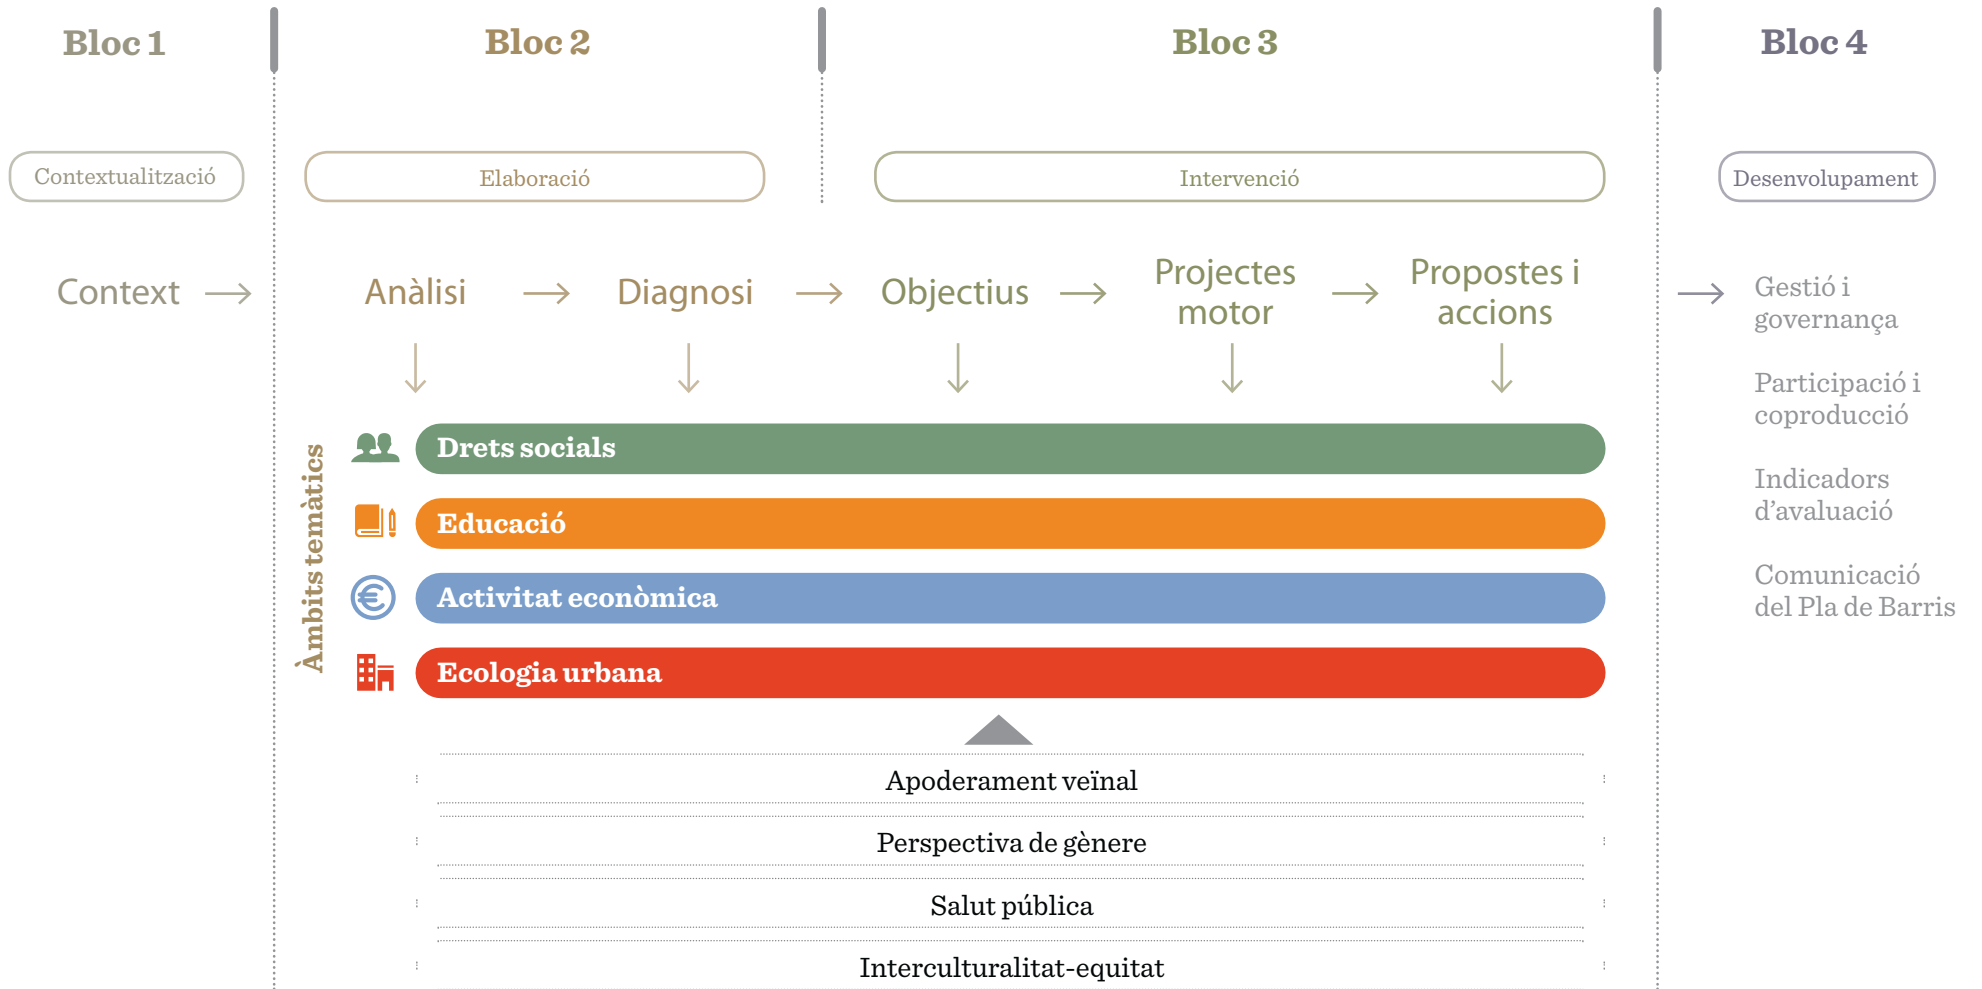 Bloc 1
Bloc 2
Bloc 3
Bloc 4
Contextualització
Elaboració
Intervenció
Desenvolupament
Context
Anàlisi
Diagnosi
Objectius
Projectes
motor
Propostes i
accions
Gestió i
governança
Participació i
coproducció
Indicadors
d’avaluació
Comunicació
del Pla de Barris
Àmbits temàtics
Drets socials
Educació
Activitat econòmica
Ecologia urbana
Apoderament veïnal
Perspectiva de gènere
Salut pública
Interculturalitat-equitat